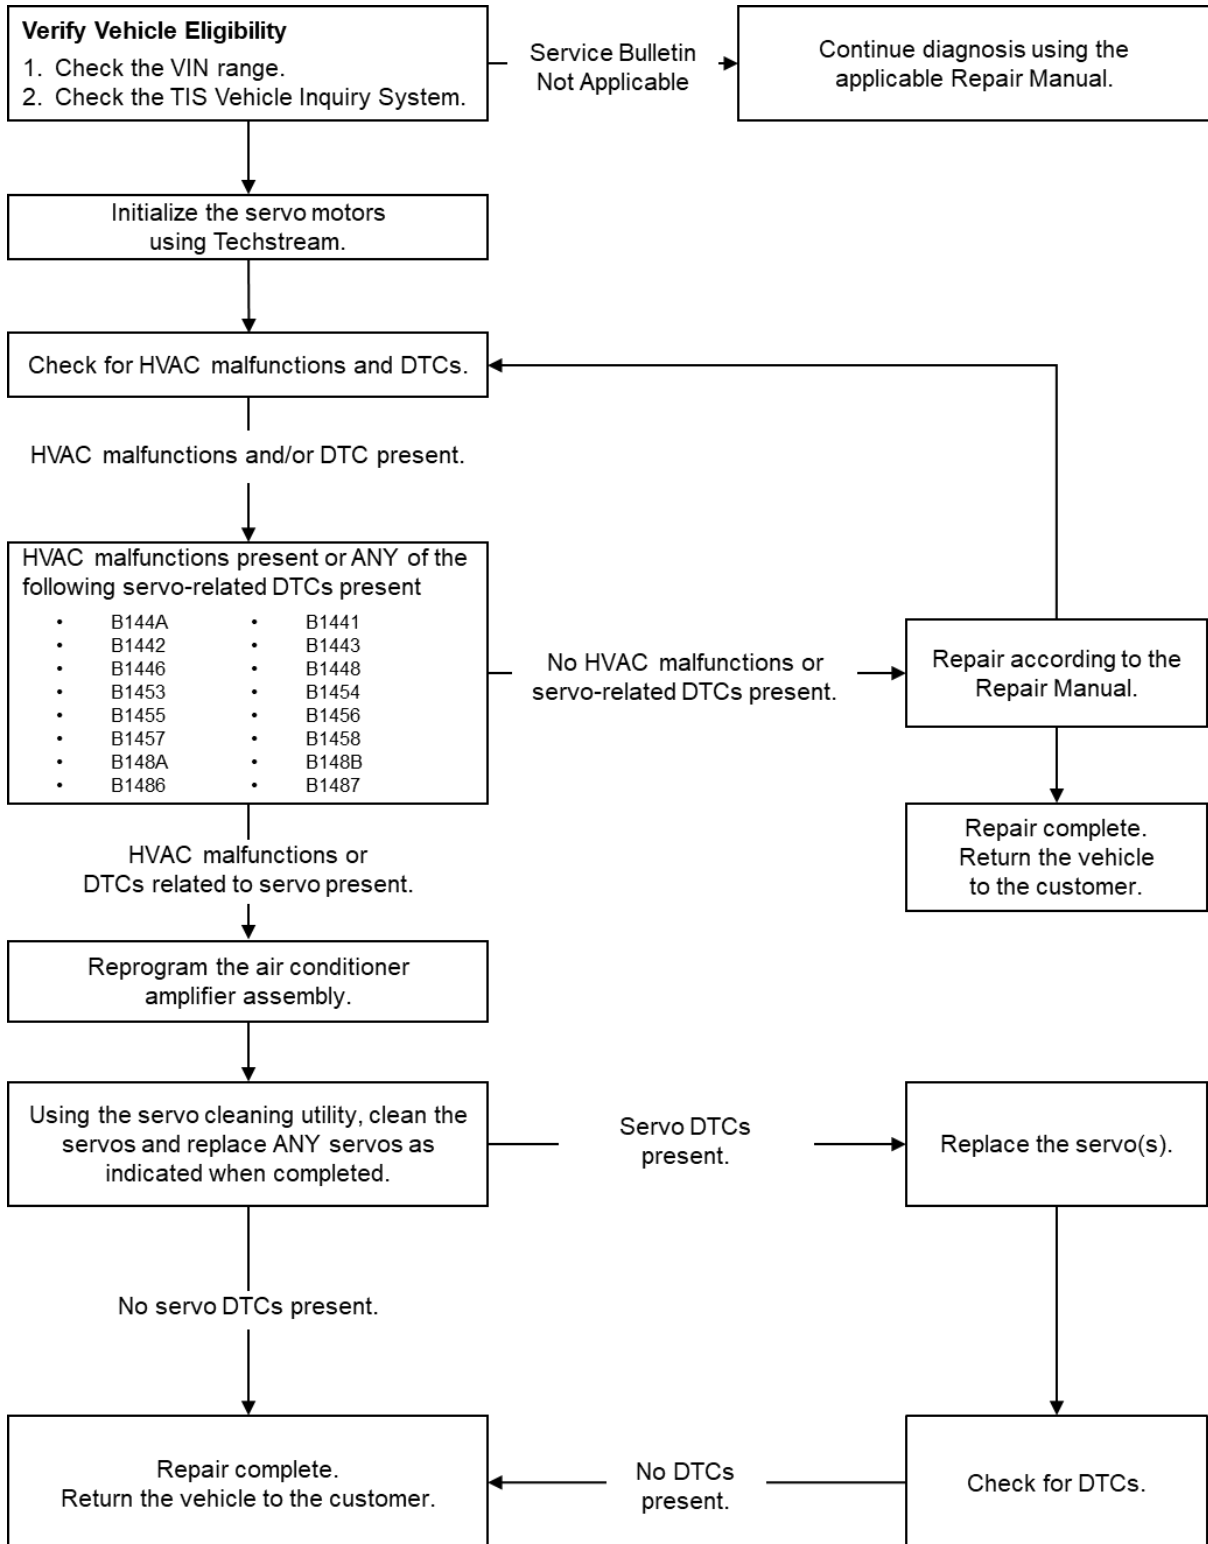 Verify Vehicle Eligibility
1. Check the VIN range.
2. Check the TIS Vehicle Inquiry System.
Service Bulletin
Not Applicable
Continue diagnosis using the
applicable Repair Manual.
Initialize the servo motors
using Techstream.
Check for HVAC malfunctions and DTCs.
HVAC malfunctions and/or DTC present.
HVAC malfunctions present or ANY of the
following servo-related DTCs present
• B144A • B1441
• B1442 • B1443
• B1446 • B1448
• B1453 • B1454
• B1455 • B1456
• B1457 • B1458
• B148A • B148B
• B1486 • B1487
No HVAC malfunctions or
servo-related DTCs present.
Repair according to the
Repair Manual.
Repair complete.
Return the vehicle
to the customer.
HVAC malfunctions or
DTCs related to servo present.
Reprogram the air conditioner
amplifier assembly.
Using the servo cleaning utility, clean the
servos and replace ANY servos as
indicated when completed.
Servo DTCs
present.
Replace the servo(s).
No servo DTCs present.
Repair complete.
Return the vehicle to the customer.
No DTCs
present.
Check for DTCs.